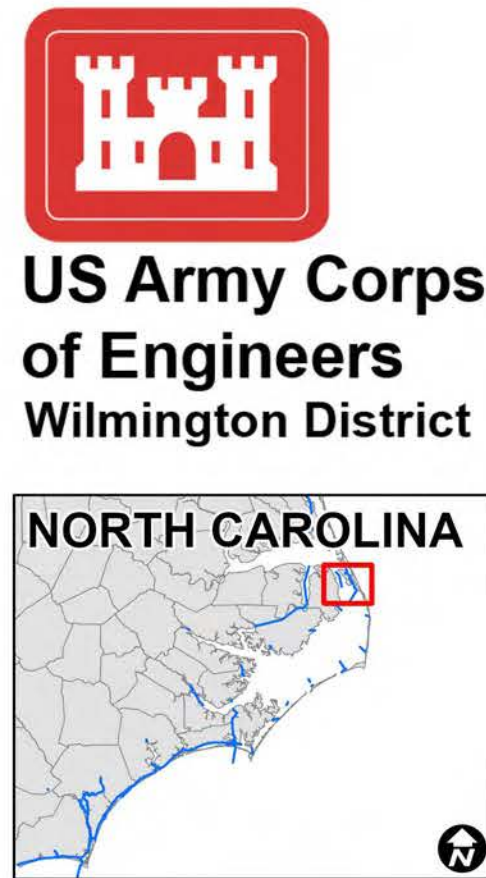 US Army Corps
of Engineers
Wilmington District
NORTH CAROLINA
N